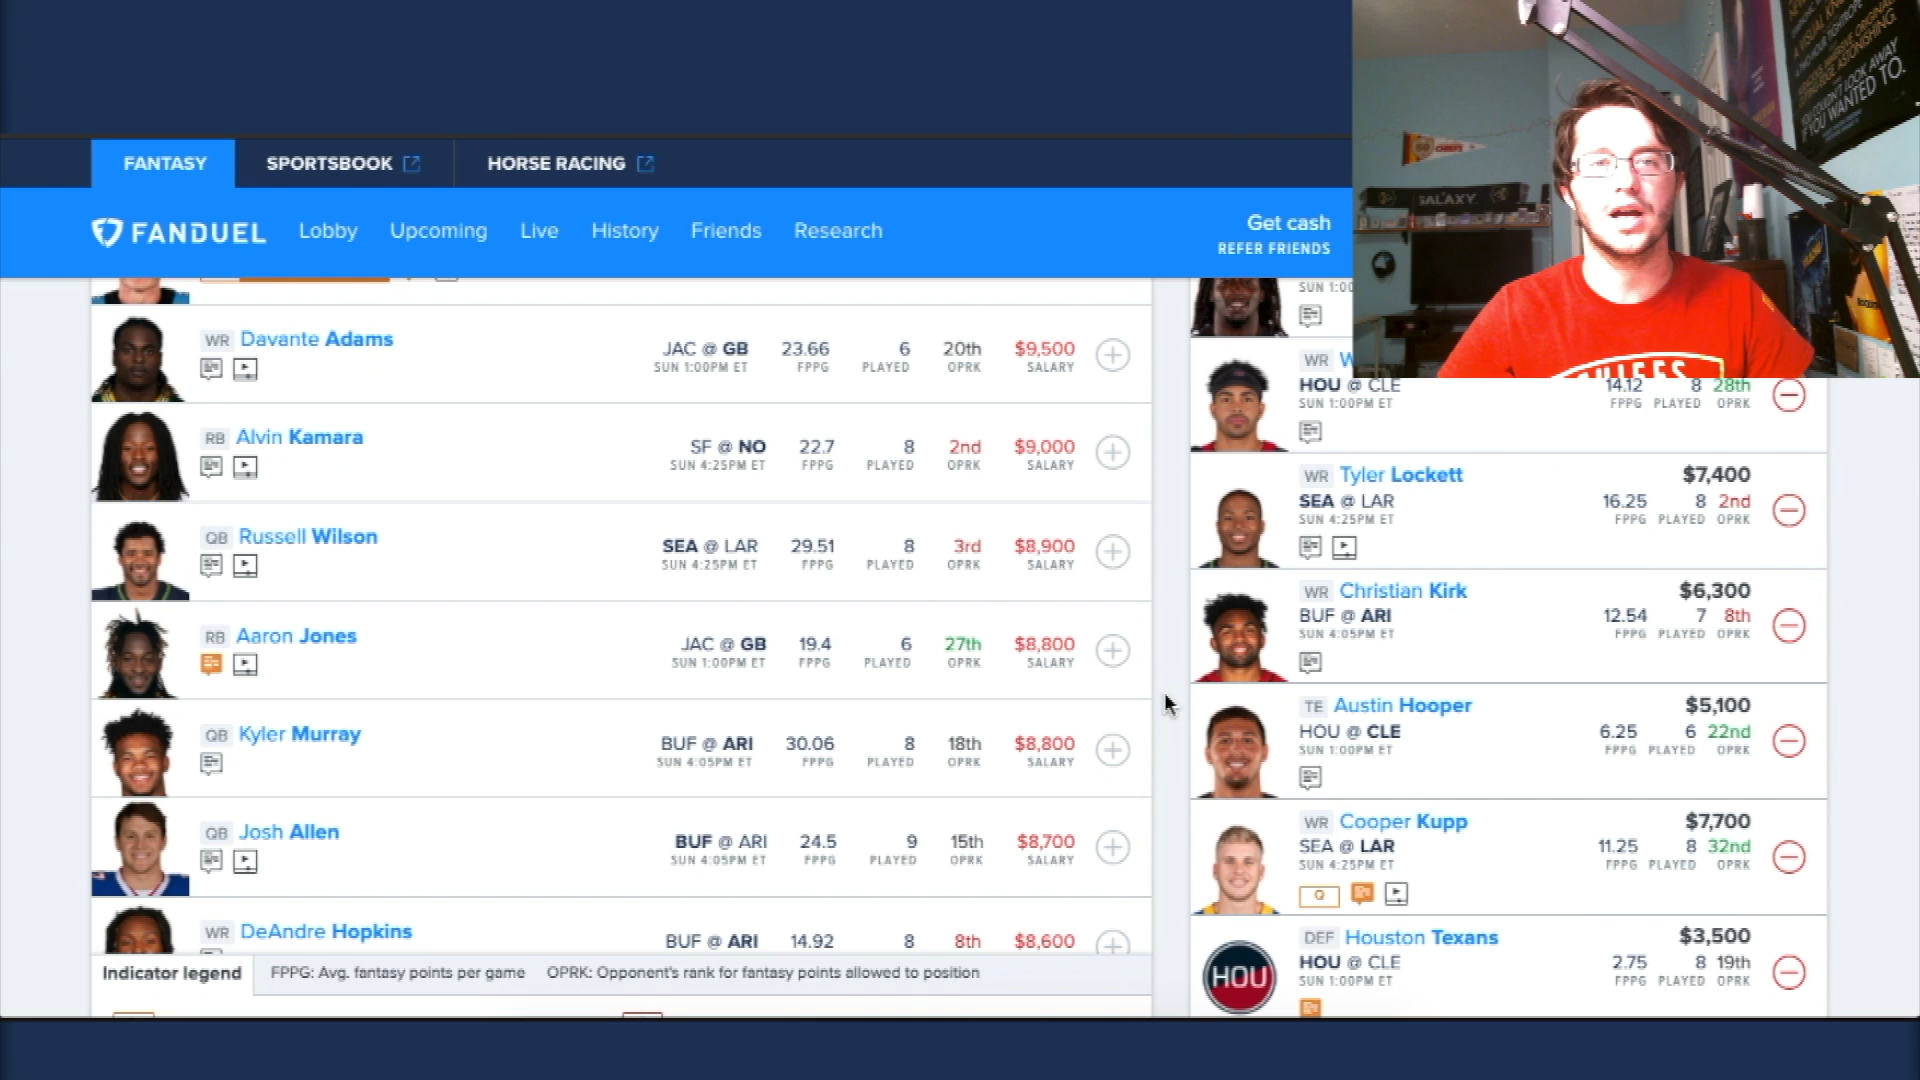 FANTASY
SPORTSBOOK
HORSE RACING
FANDUEL
Lobby
Upcoming
Live
History
Friends
Research
Get cash
REFER FRIENDS
WR Davante Adams
JAC @ GB 23.66 6 20th $9,500
SUN 1:00PM ET FPPG PLAYED OPRK SALARY
RB Alvin Kamara
SF @ NO 22.7 8 2nd $9,000
SUN 4:25PM ET FPPG PLAYED OPRK SALARY
QB Russell Wilson
SEA @ LAR 29.51 8 3rd $8,900
SUN 4:25PM ET FPPG PLAYED OPRK SALARY
RB Aaron Jones
JAC @ GB 19.4 6 27th $8,800
SUN 1:00PM ET FPPG PLAYED OPRK SALARY
QB Kyler Murray
BUF @ ARI 30.06 8 18th $8,800
SUN 4:05PM ET FPPG PLAYED OPRK SALARY
QB Josh Allen
BUF @ ARI 24.5 9 15th $8,700
SUN 4:05PM ET FPPG PLAYED OPRK SALARY
WR DeAndre Hopkins
BUF @ ARI 14.92 8 8th $8,600
Indicator legend
FPPG: Avg. fantasy points per game
OPRK: Opponent's rank for fantasy points allowed to position
SUN 1:00
WR W
HOU @ CLE 14.12 8 28th
SUN 1:00PM ET FPPG PLAYED OPRK
WR Tyler Lockett $7,400
SEA @ LAR 16.25 8 2nd
SUN 4:25PM ET FPPG PLAYED OPRK
WR Christian Kirk $6,300
BUF @ ARI 12.54 7 8th
SUN 4:05PM ET FPPG PLAYED OPRK
TE Austin Hooper $5,100
HOU @ CLE 6.25 6 22nd
SUN 1:00PM ET FPPG PLAYED OPRK
WR Cooper Kupp $7,700
SEA @ LAR 11.25 8 32nd
SUN 4:25PM ET FPPG PLAYED OPRK
Q
HOU
DEF Houston Texans $3,500
HOU @ CLE 2.75 8 19th
SUN 1:00PM ET FPPG PLAYED OPRK
CHIEFS
GALAXY
COULDN'T LOOK AWAY
IF YOU WANTED TO.
CHIEFS